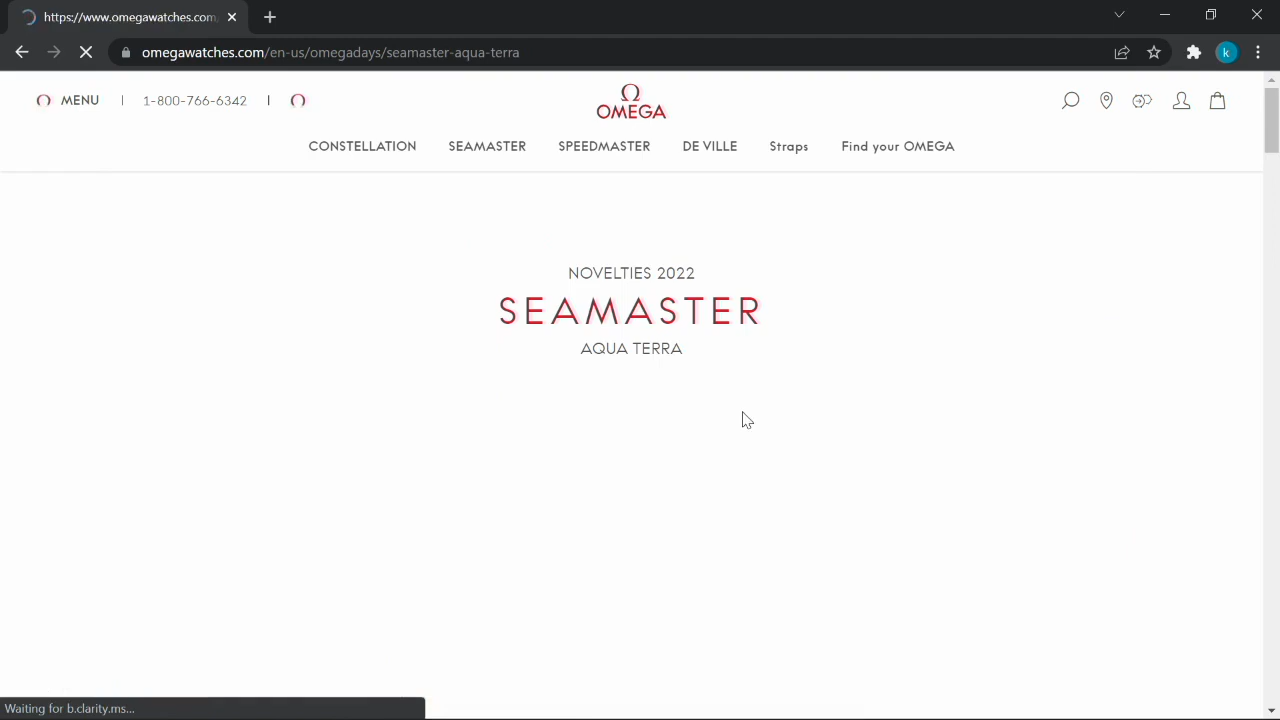 https://www.omegawatches.com
omegawatches.com/en-us/omegadays/seamaster-aqua-terra
k
MENU | 1-800-766-6342 |
Ω
OMEGA
CONSTELLATION SEAMASTER SPEEDMASTER DE VILLE Straps Find your OMEGA
NOVELTIES 2022
SEAMASTER
AQUA TERRA
Waiting for b.clarity.ms...